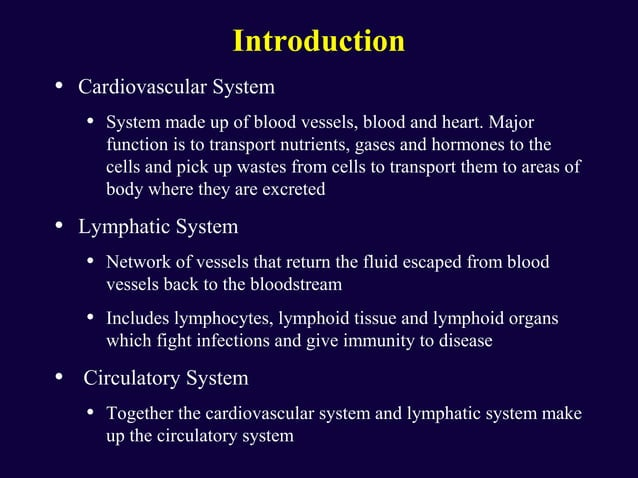 Introduction
• Cardiovascular System
• System made up of blood vessels, blood and heart. Major
function is to transport nutrients, gases and hormones to the
cells and pick up wastes from cells to transport them to areas of
body where they are excreted
• Lymphatic System
• Network of vessels that return the fluid escaped from blood
vessels back to the bloodstream
• Includes lymphocytes, lymphoid tissue and lymphoid organs
which fight infections and give immunity to disease
• Circulatory System
• Together the cardiovascular system and lymphatic system make
up the circulatory system